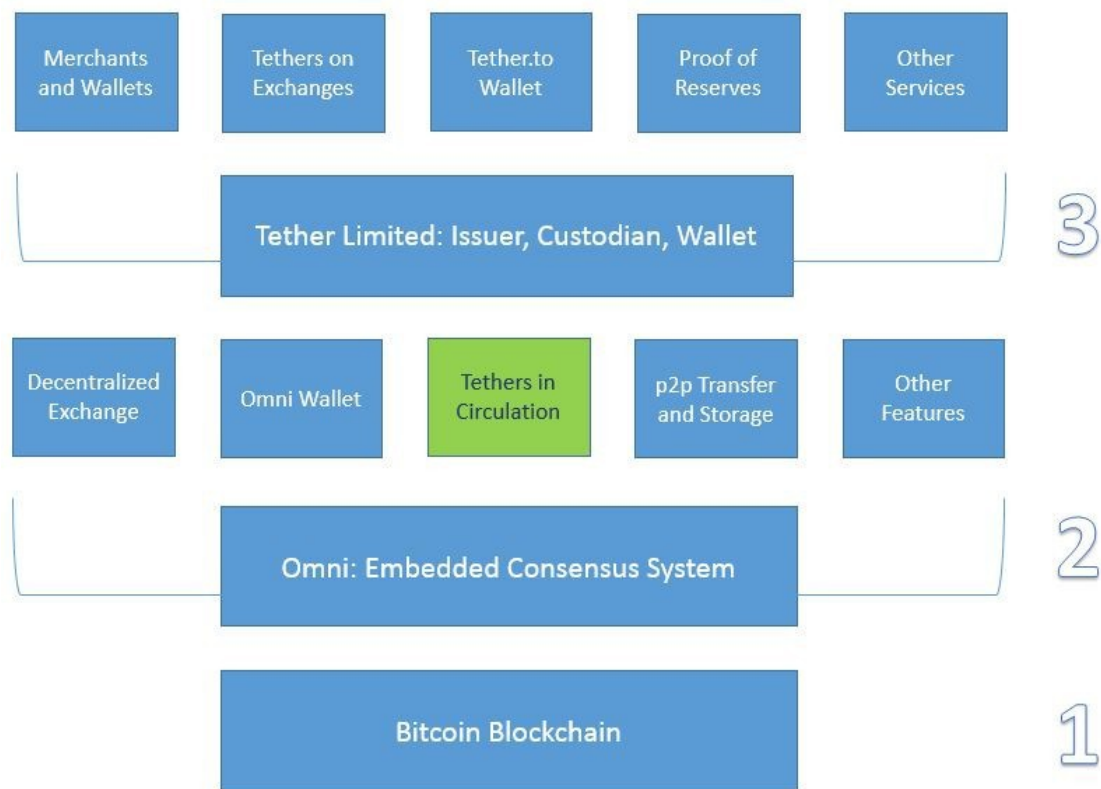 Merchants
and Wallets
Tethers on
Exchanges
Tether.to
Wallet
Proof of
Reserves
Other
Services
Tether Limited: Issuer, Custodian, Wallet
3
Decentralized
Exchange
Omni Wallet
Tethers in
Circulation
p2p Transfer
and Storage
Other
Features
Omni: Embedded Consensus System
2
Bitcoin Blockchain
1